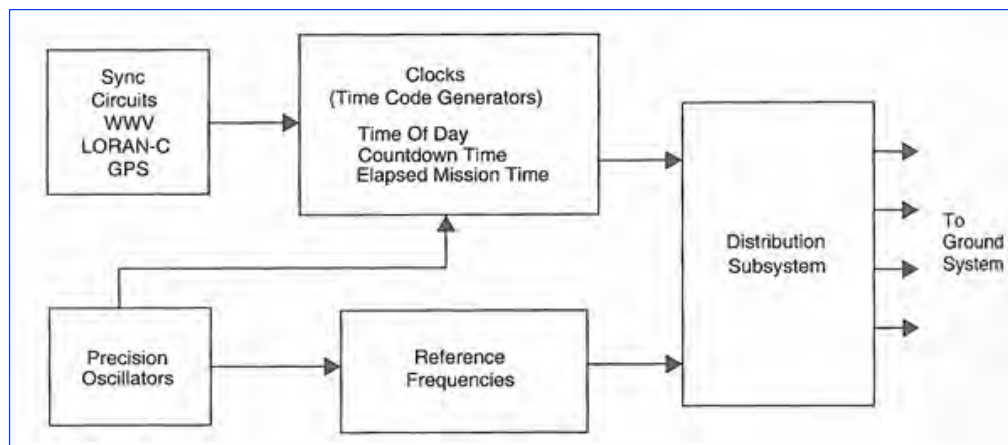 Sync
Circuits
WWV
LORAN-C
GPS
Clocks
(Time Code Generators)
Time Of Day
Countdown Time
Elapsed Mission Time
Distribution
Subsystem
To
Ground
System
Precision
Oscillators
Reference
Frequencies